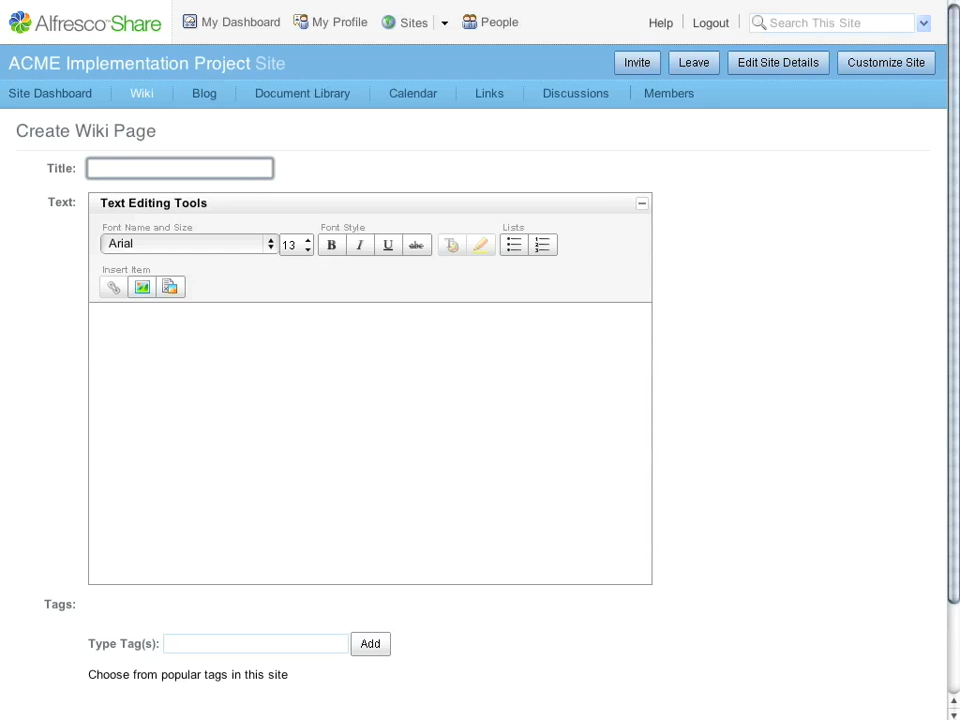 Alfresco Share My Dashboard My Profile Sites People Help Logout Search This Site
ACME Implementation Project Site Invite Leave Edit Site Details Customize Site
Site Dashboard Wiki Blog Document Library Calendar Links Discussions Members
Create Wiki Page
Title:
Text: Text Editing Tools
Font Name and Size Font Style Lists
Arial 13 B I U abc
Insert Item
Tags:
Type Tag(s): Add
Choose from popular tags in this site